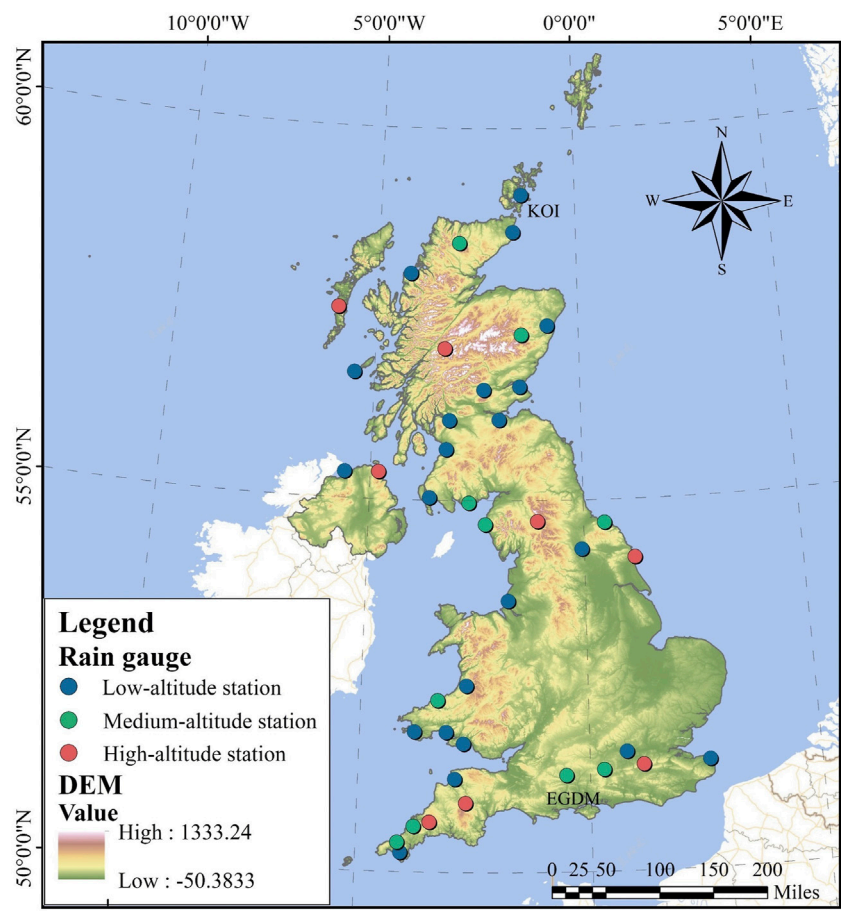 10°0'0"W 5°0'0"W 0°0'0" 5°0'0"E
60°0'0"N
N
W E
S
KOI
55°0'0"N
Legend
Rain gauge
Low-altitude station
Medium-altitude station
High-altitude station
DEM
Value
High : 1333.24
Low : -50.3833
EGDM
50°0'0"N
0 25 50 100 150 200
Miles